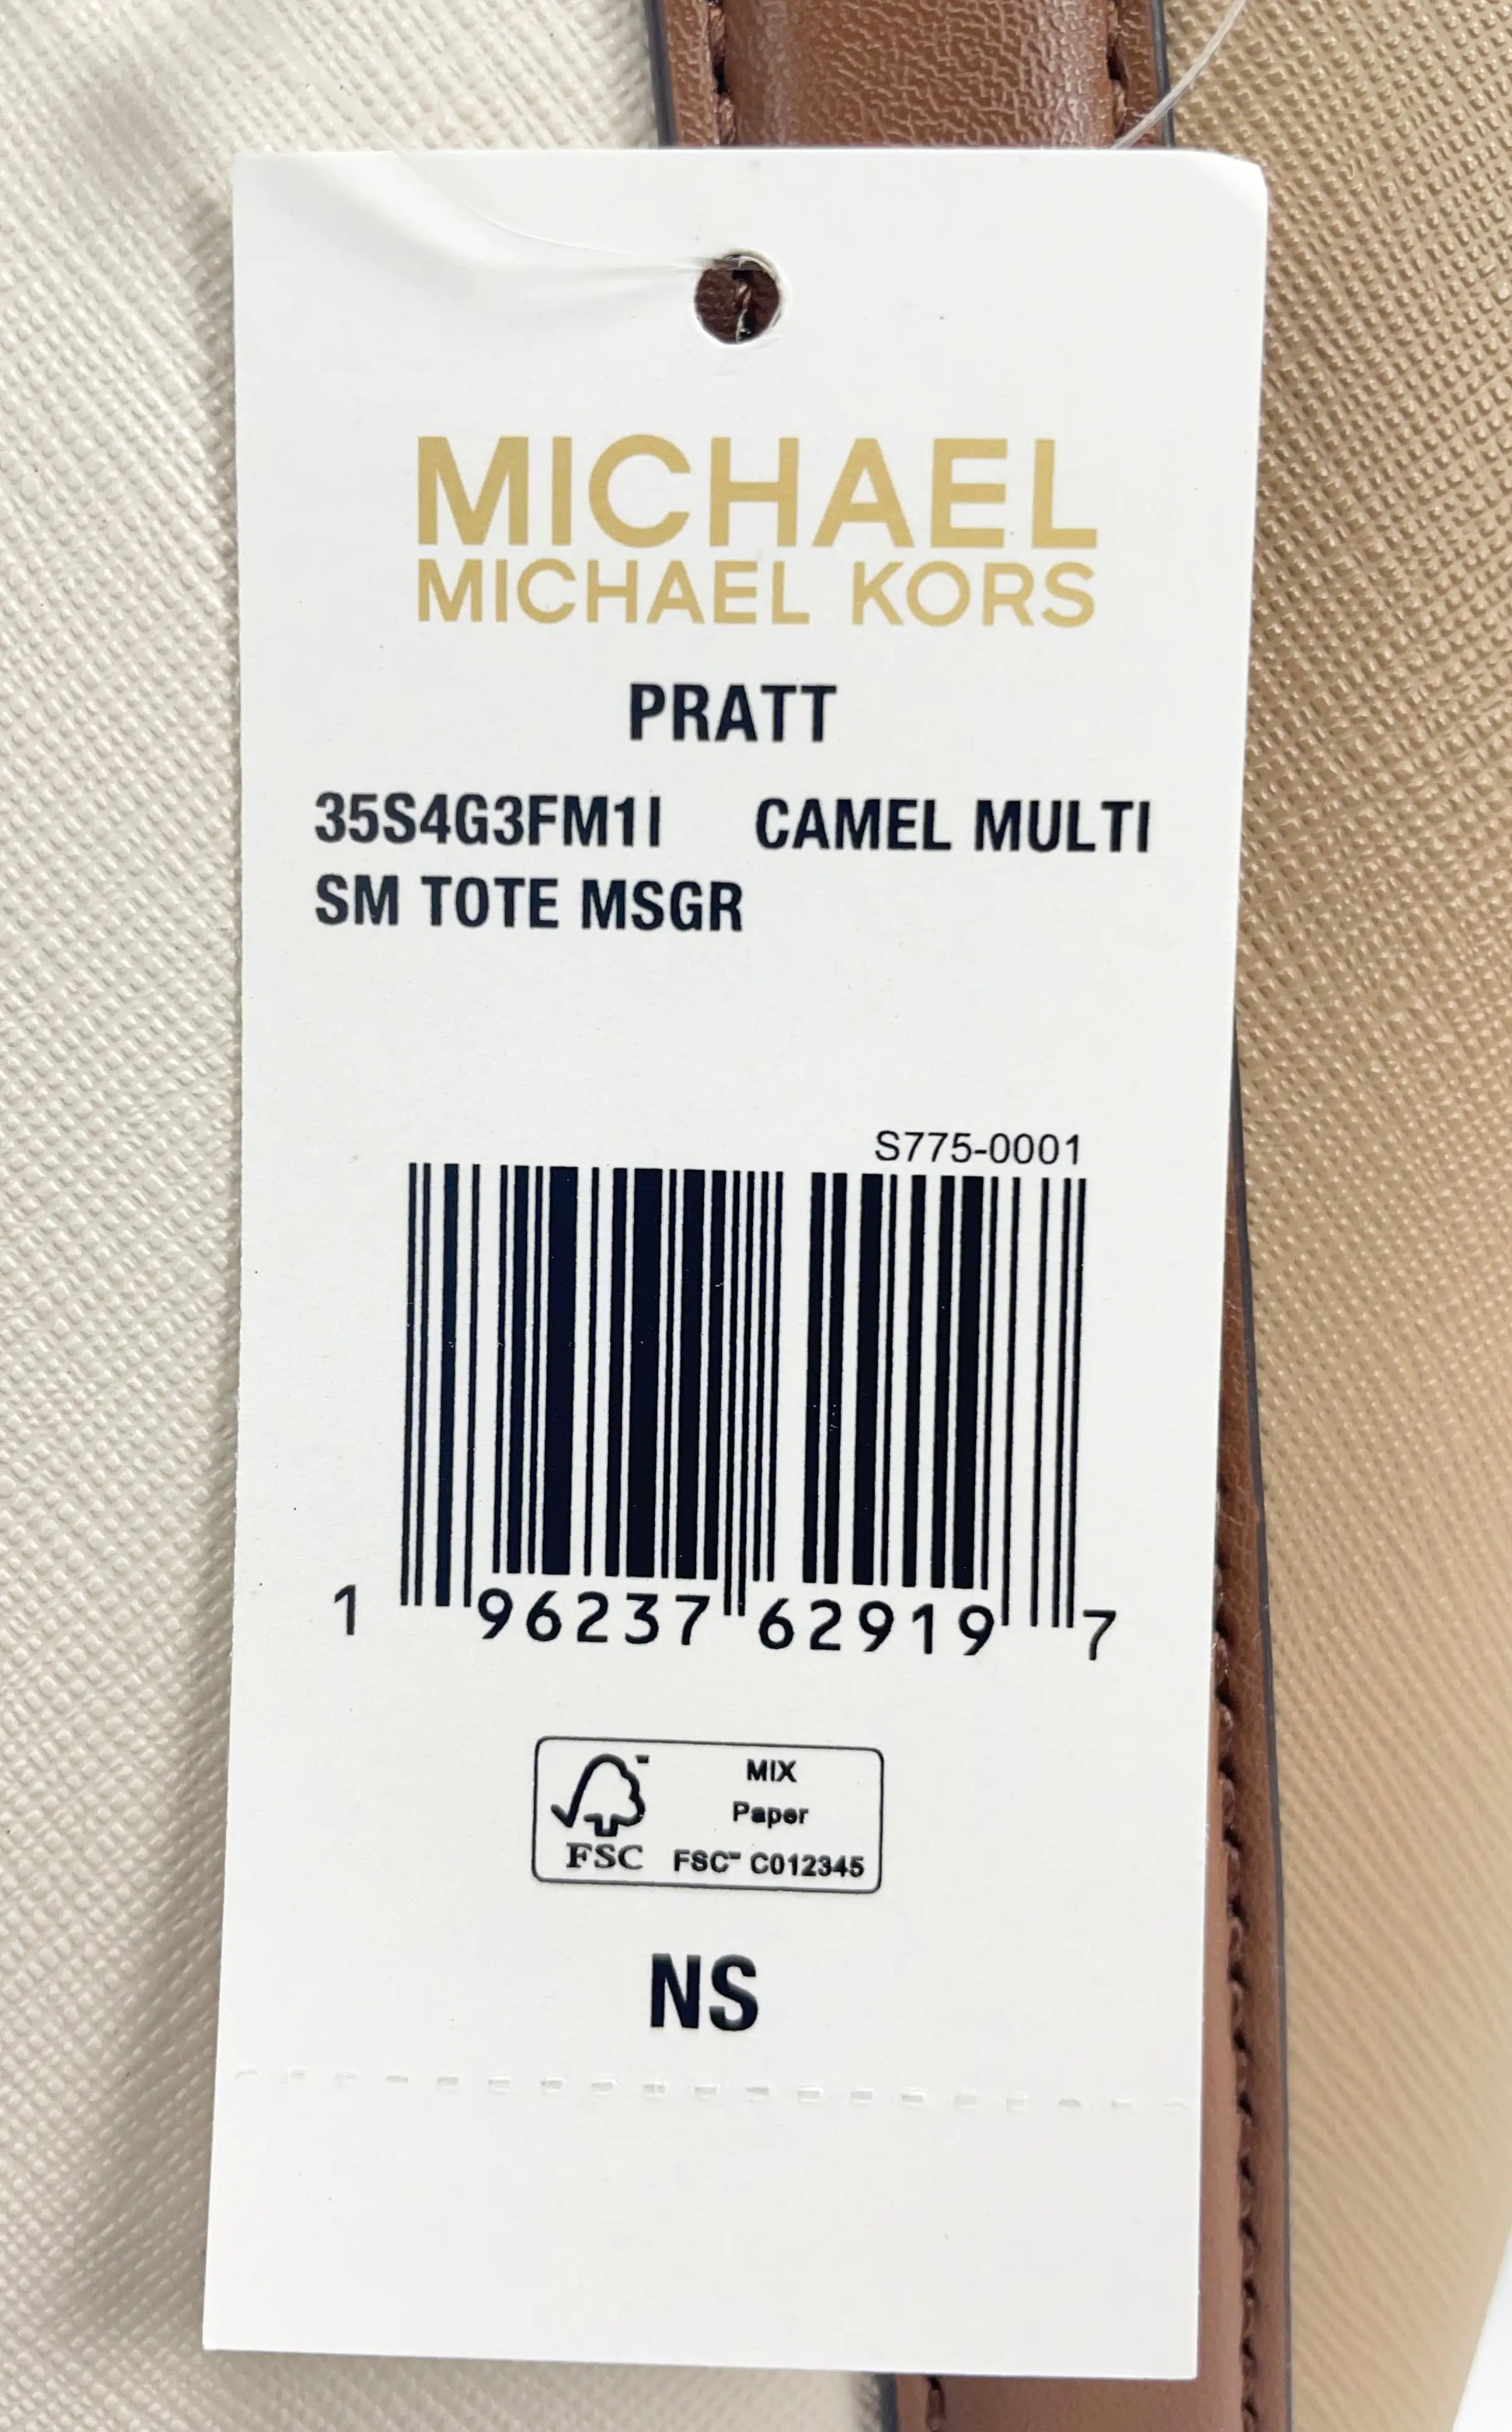 MICHAEL
MICHAEL KORS
PRATT
35S4G3FM1I CAMEL MULTI
SM TOTE MSGR
S775-0001
1 96237 62919 7
FSC
MIX
Paper
FSC™ C012345
NS